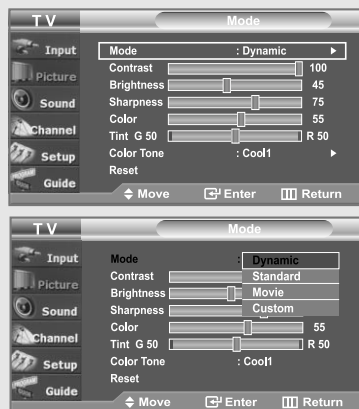 TV Mode
Input
Picture
Sound
Channel
Setup
Guide
Mode : Dynamic
Contrast 100
Brightness 45
Sharpness 75
Color 55
Tint G 50 R 50
Color Tone : Cool1
Reset
Move Enter Return
TV Mode
Input
Picture
Sound
Channel
Setup
Guide
Mode : Dynamic
Contrast Standard
Brightness Movie
Sharpness Custom
Color 55
Tint G 50 R 50
Color Tone : Cool1
Reset
Move Enter Return